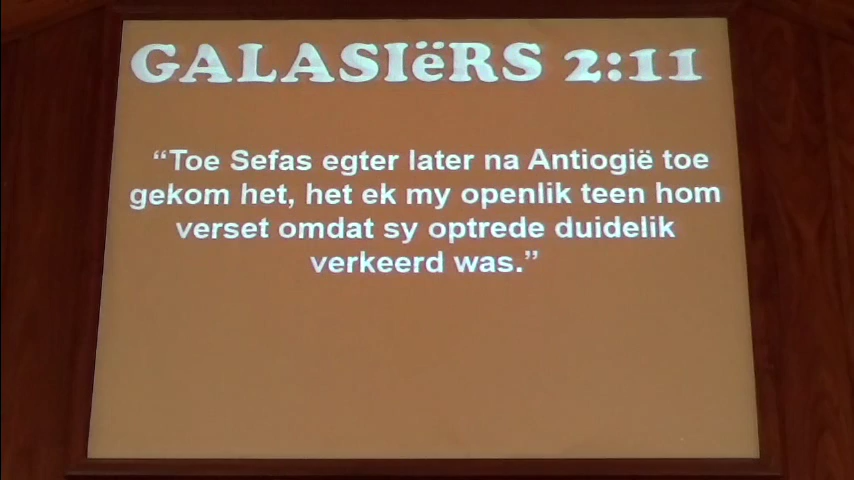 GALASIëRS 2:11
“Toe Sefas egter later na Antiogië toe
gekom het, het ek my openlik teen hom
verset omdat sy optrede duidelik
verkeerd was.”